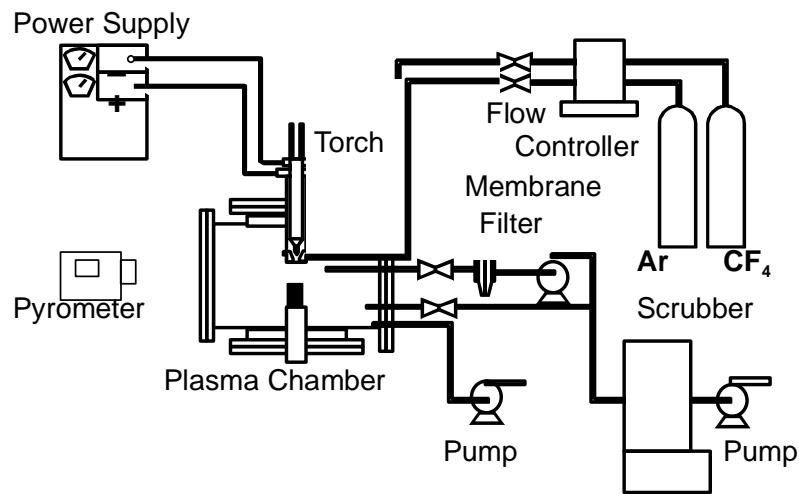 Power Supply
−
+
Torch
Flow
Controller
Membrane
Filter
Ar
CF₄
Pyrometer
Scrubber
Plasma Chamber
Pump
Pump